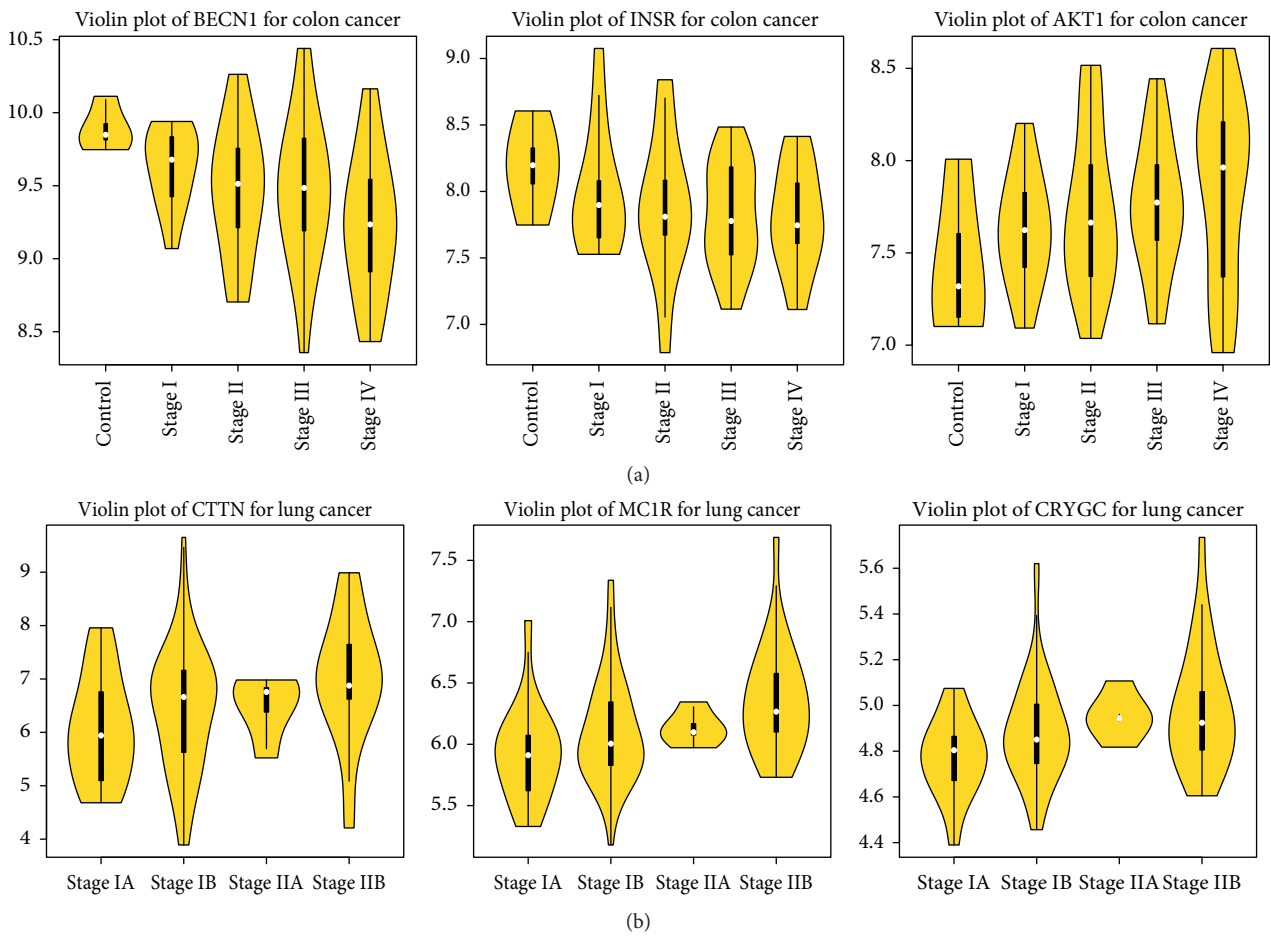 Violin plot of BECN1 for colon cancer
10.5
10.0
9.5
9.0
8.5
Control
Stage I
Stage II
Stage III
Stage IV
Violin plot of INSR for colon cancer
9.0
8.5
8.0
7.5
7.0
Control
Stage I
Stage II
Stage III
Stage IV
Violin plot of AKT1 for colon cancer
8.5
8.0
7.5
7.0
Control
Stage I
Stage II
Stage III
Stage IV
(a)
Violin plot of CTTN for lung cancer
9
8
7
6
5
4
Stage IA Stage IB Stage IIA Stage IIB
Violin plot of MC1R for lung cancer
7.5
7.0
6.5
6.0
5.5
Stage IA Stage IB Stage IIA Stage IIB
Violin plot of CRYGC for lung cancer
5.6
5.4
5.2
5.0
4.8
4.6
4.4
Stage IA Stage IB Stage IIA Stage IIB
(b)